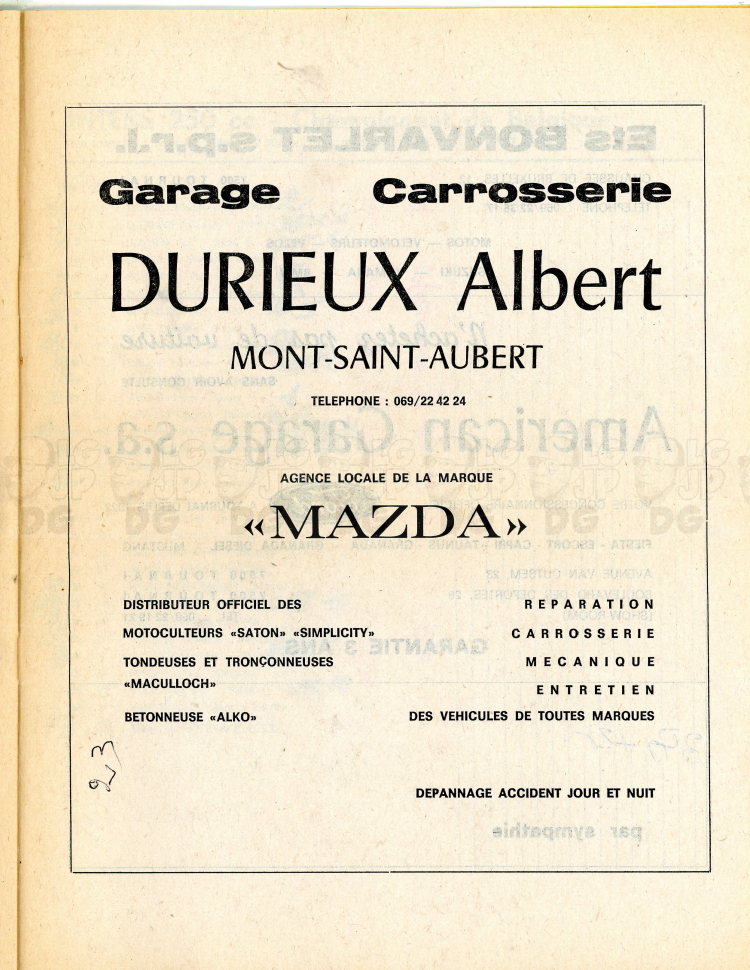 Garage Carrosserie
DURIEUX Albert
MONT-SAINT-AUBERT
TELEPHONE : 069/22 42 24
AGENCE LOCALE DE LA MARQUE
«MAZDA»
DISTRIBUTEUR OFFICIEL DES
MOTOCULTEURS «SATON» «SIMPLICITY»
TONDEUSES ET TRONÇONNEUSES
«MACULLOCH»
BETONNEUSE «ALKO»
REPARATION
CARROSSERIE
MECANIQUE
ENTRETIEN
DES VEHICULES DE TOUTES MARQUES
DEPANNAGE ACCIDENT JOUR ET NUIT
23